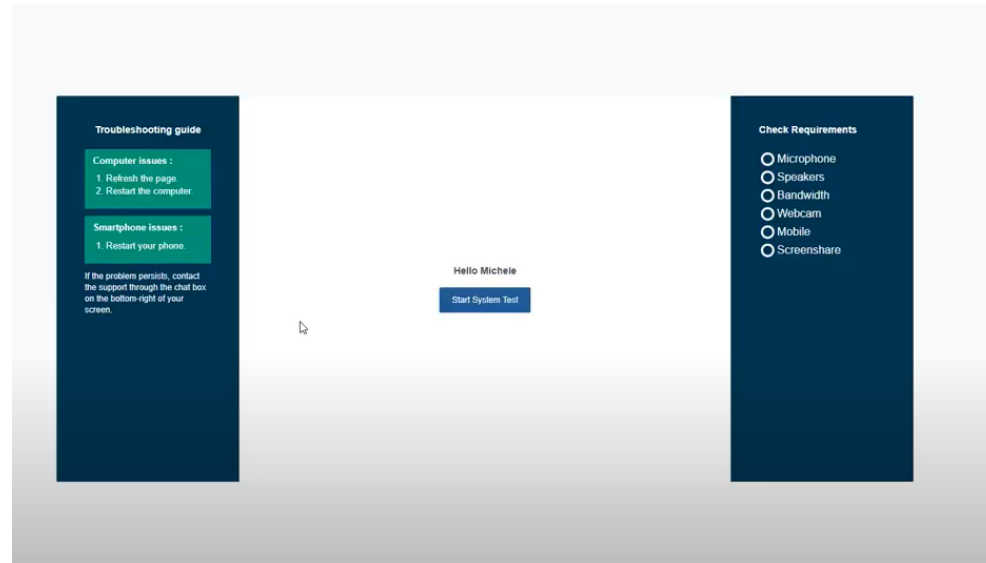 Troubleshooting guide
Computer issues :
1. Refresh the page.
2. Restart the computer.
Smartphone issues :
1. Restart your phone.
If the problem persists, contact
the support through the chat box
on the bottom-right of your
screen.
Hello Michele
Start System Test
Check Requirements
Microphone
Speakers
Bandwidth
Webcam
Mobile
Screenshare